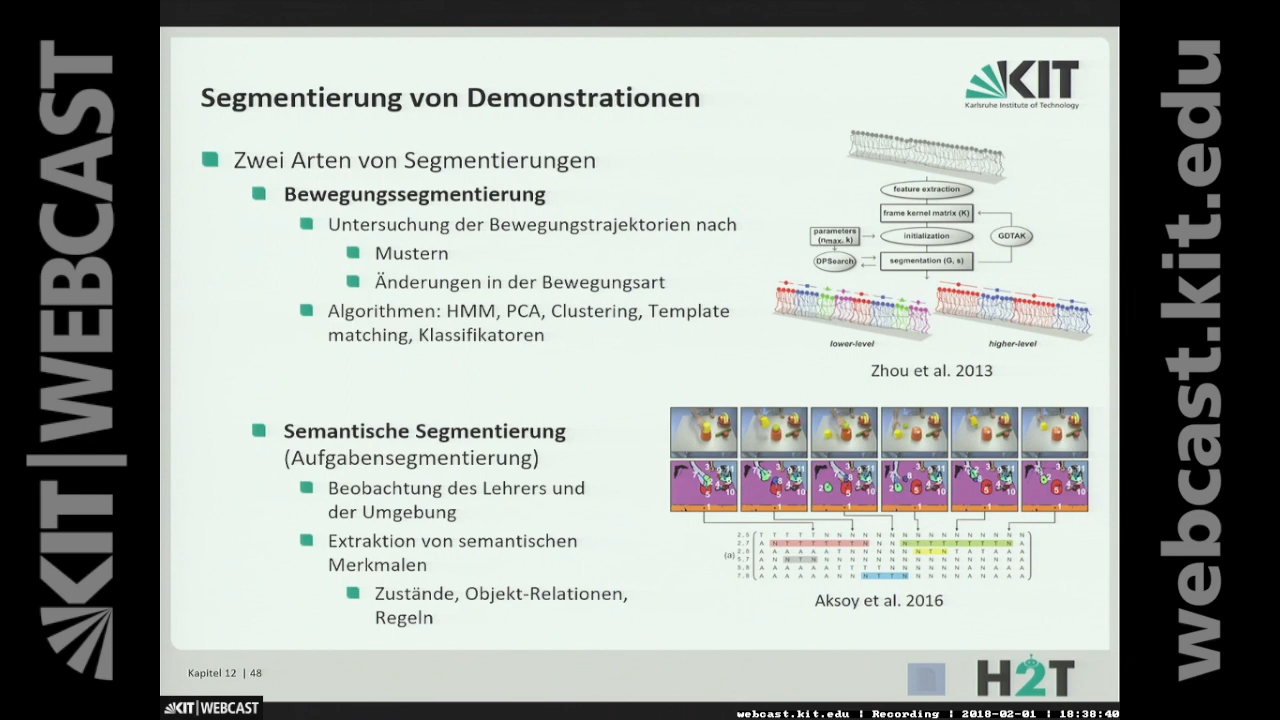 KIT | WEBCAST
Segmentierung von Demonstrationen
KIT
Karlsruhe Institute of Technology
Zwei Arten von Segmentierungen
Bewegungssegmentierung
Untersuchung der Bewegungstrajektorien nach
Mustern
Änderungen in der Bewegungsart
Algorithmen: HMM, PCA, Clustering, Template
matching, Klassifikatoren
feature extraction
frame kernel matrix (K)
parameters
(nmax, k)
initialization
GDTAK
DPSearch
segmentation (G, s)
lower-level
higher-level
Zhou et al. 2013
Semantische Segmentierung
(Aufgabensegmentierung)
Beobachtung des Lehrers und
der Umgebung
Extraktion von semantischen
Merkmalen
Zustände, Objekt-Relationen,
Regeln
(a)
Aksoy et al. 2016
Kapitel 12 | 48
H2T
KIT | WEBCAST
webcast.kit.edu | Recording | 2018-02-01 | 18:38:40
webcast.kit.edu